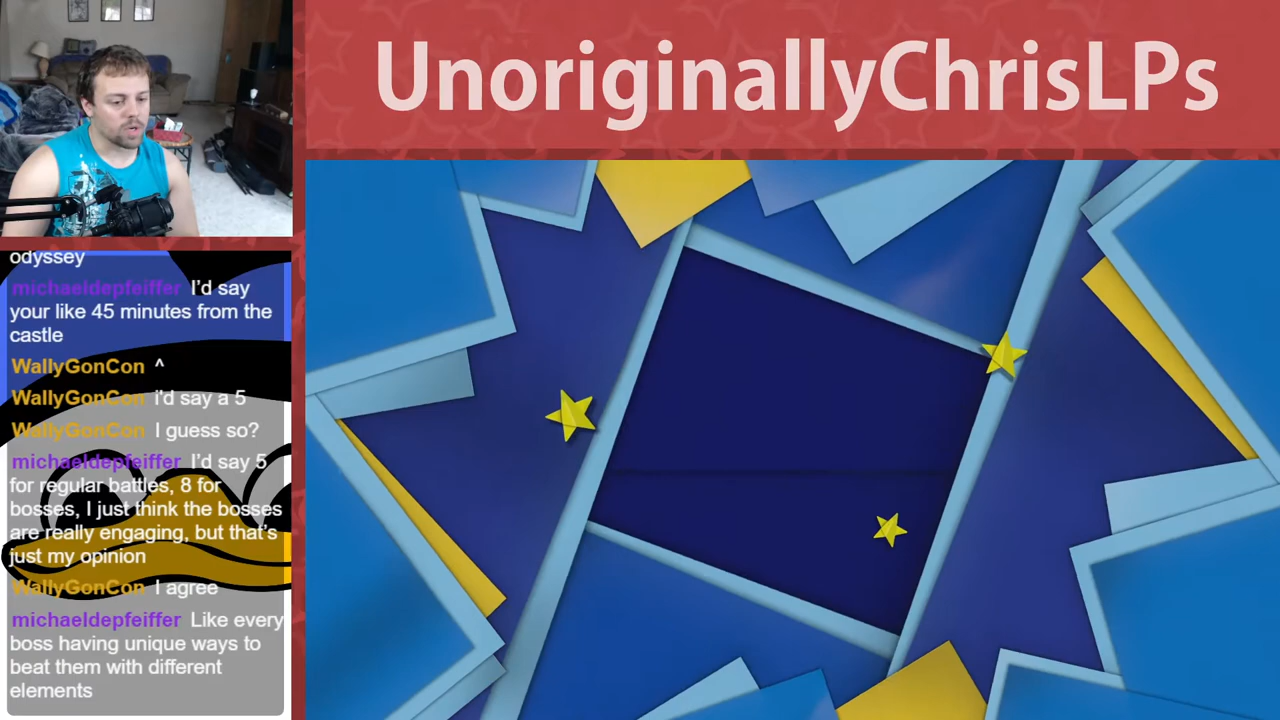 UnoriginallyChrisLPs
odyssey
michaeldepfeiffer I'd say
your like 45 minutes from the
castle
WallyGonCon ^
WallyGonCon i'd say a 5
WallyGonCon I guess so?
michaeldepfeiffer I'd say 5
for regular battles, 8 for
bosses, I just think the bosses
are really engaging, but that's
just my opinion
WallyGonCon I agree
michaeldepfeiffer Like every
boss having unique ways to
beat them with different
elements